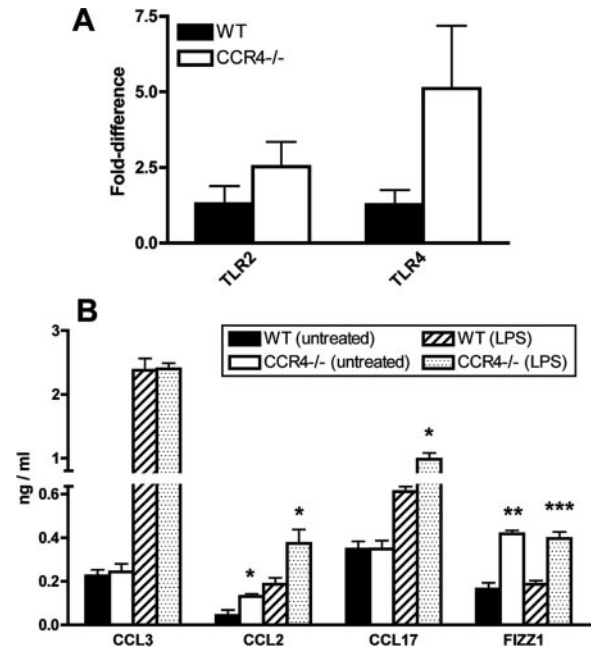 A
WT
CCR4-/-
7.5
5.0
2.5
0.0
Fold-difference
TLR2
TLR4
B
WT (untreated)
WT (LPS)
CCR4-/- (untreated)
CCR4-/- (LPS)
3
2
1
0.6
0.4
0.2
0.0
ng / ml
*
*
*
**
***
CCL3
CCL2
CCL17
FIZZ1